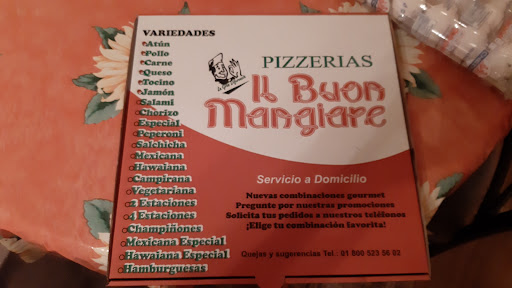 VARIEDADES
Atún
Pollo
Carne
Queso
Tocino
Jamón
Salami
Chorizo
Especial
Peperoni
Salchicha
Mexicana
Hawaiana
Campirana
Vegetariana
2 Estaciones
4 Estaciones
Champiñones
Mexicana Especial
Hawaiana Especial
Hamburguesas
PIZZERIAS
Il Buon
Mangiare
Servicio a Domicilio
Nuevas combinaciones gourmet
Pregunte por nuestras promociones
Solicita tus pedidos a nuestros teléfonos
¡Elige tu combinación favorita!
Quejas y sugerencias Tel.: 01 800 523 56 02